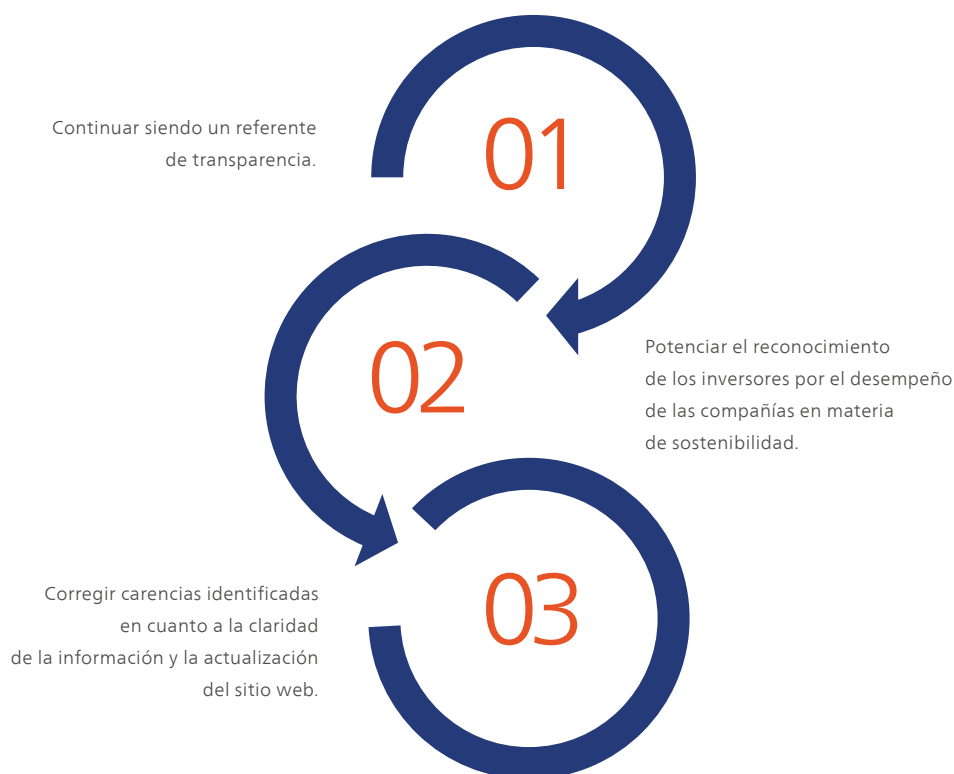 01
Continuar siendo un referente
de transparencia.
02
Potenciar el reconocimiento
de los inversores por el desempeño
de las compañías en materia
de sostenibilidad.
03
Corregir carencias identificadas
en cuanto a la claridad
de la información y la actualización
del sitio web.